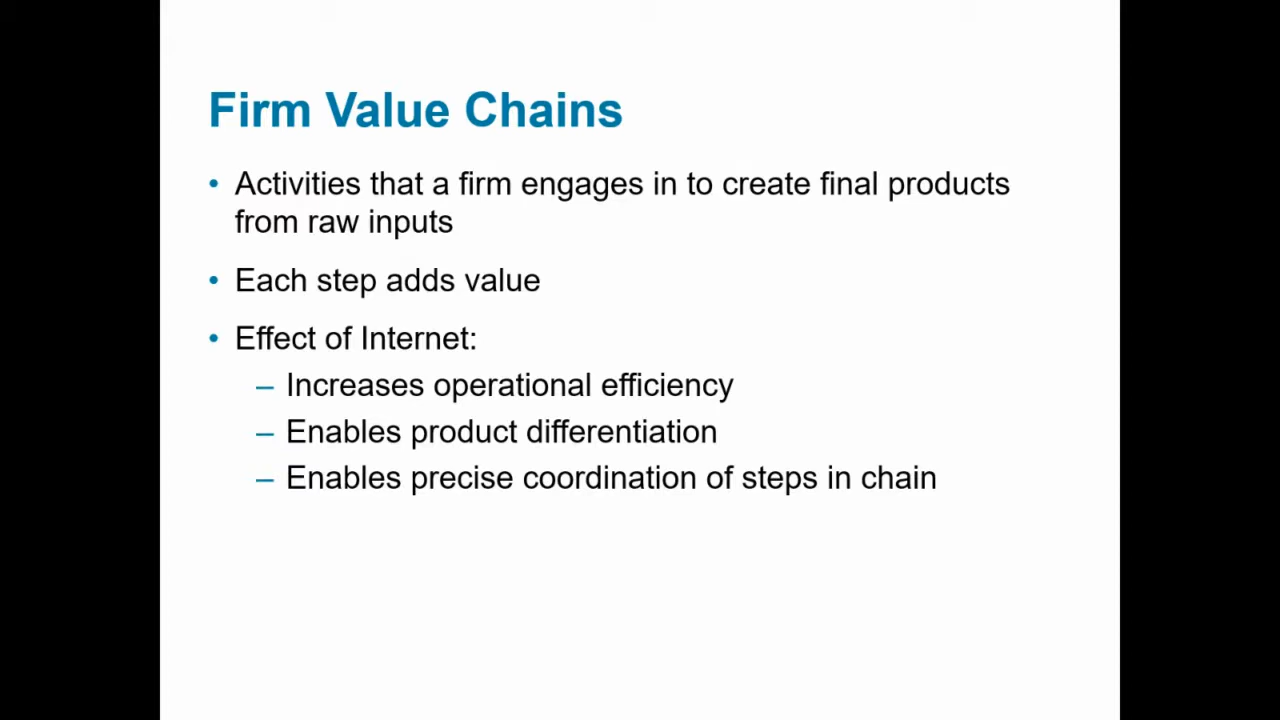 Firm Value Chains
• Activities that a firm engages in to create final products
from raw inputs
• Each step adds value
• Effect of Internet:
– Increases operational efficiency
– Enables product differentiation
– Enables precise coordination of steps in chain